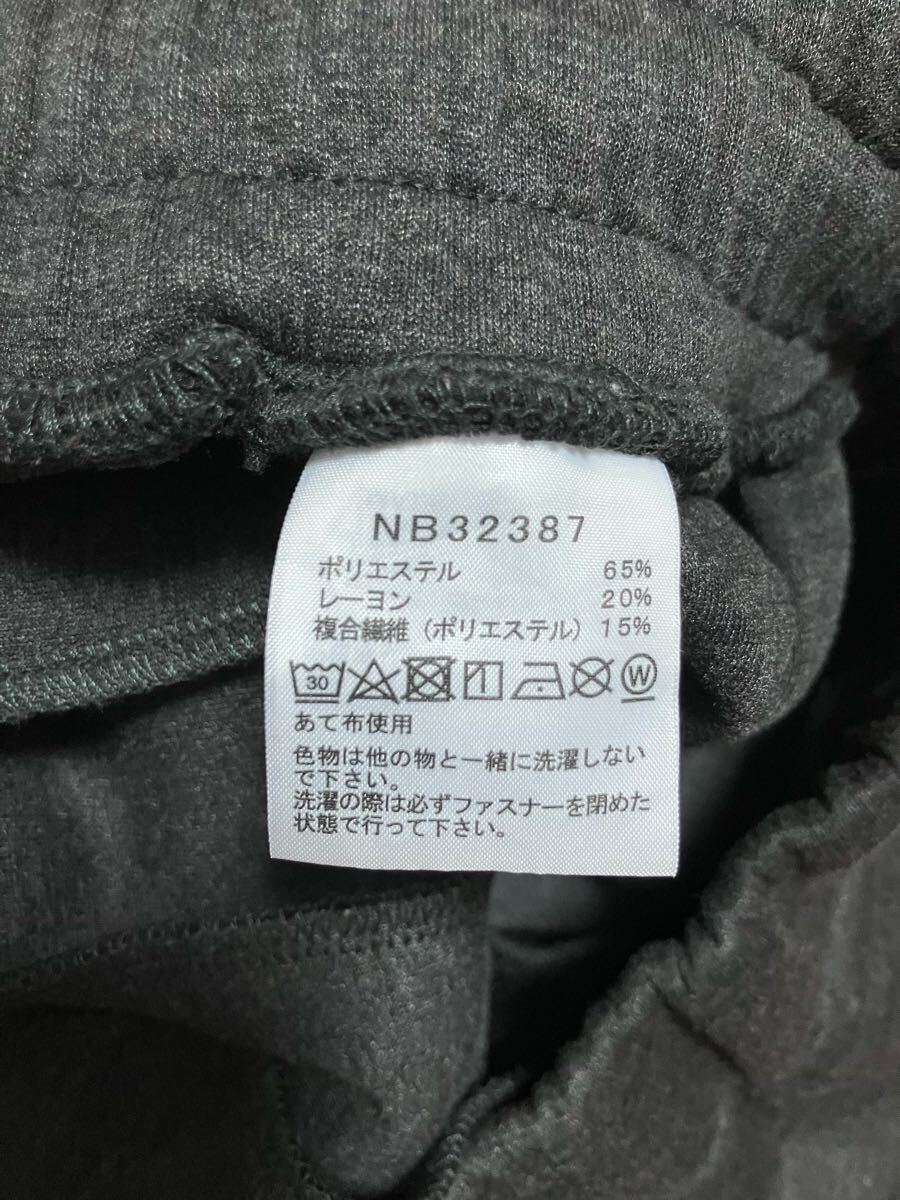 NB32387
ポリエステル 65%
レーヨン 20%
複合繊維(ポリエステル) 15%
30 W
あて布使用
色物は他の物と一緒に洗濯しない
で下さい。
洗濯の際は必ずファスナーを閉めた
状態で行って下さい。